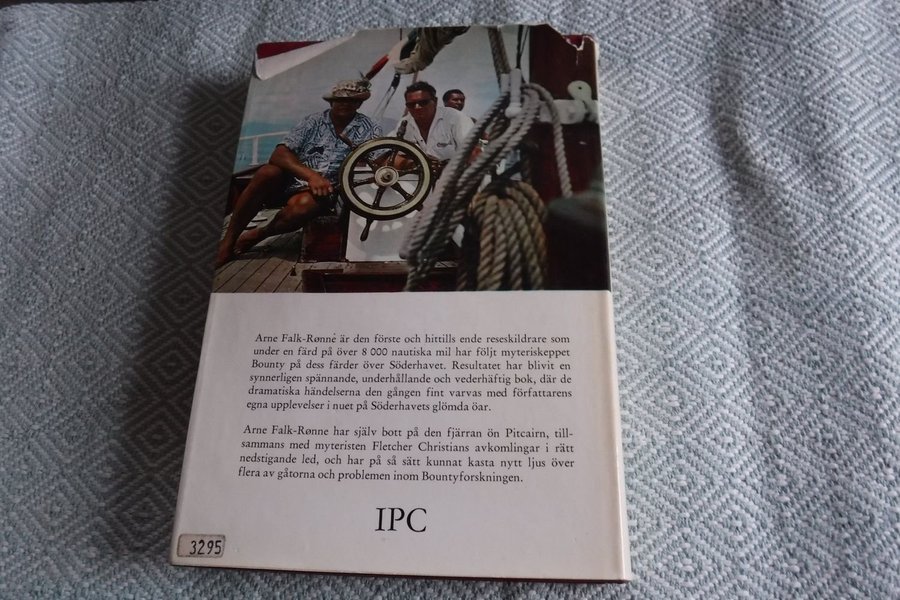 Arne Falk-Rønne är den förste och hittills ende reseskildrare som
under en färd på över 8 000 nautiska mil har följt myteriskeppet
Bounty på dess färder över Söderhavet. Resultatet har blivit en
synnerligen spännande, underhållande och vederhäftig bok, där de
dramatiska händelserna den gången fint varvas med författarens
egna upplevelser i nuet på Söderhavets glömda öar.
Arne Falk-Rønne har själv bott på den fjärran ön Pitcairn, till-
sammans med myteristen Fletcher Christians avkomlingar i rätt
nedstigande led, och har på så sätt kunnat kasta nytt ljus över
flera av gåtorna och problemen inom Bountyforskningen.
IPC
3295